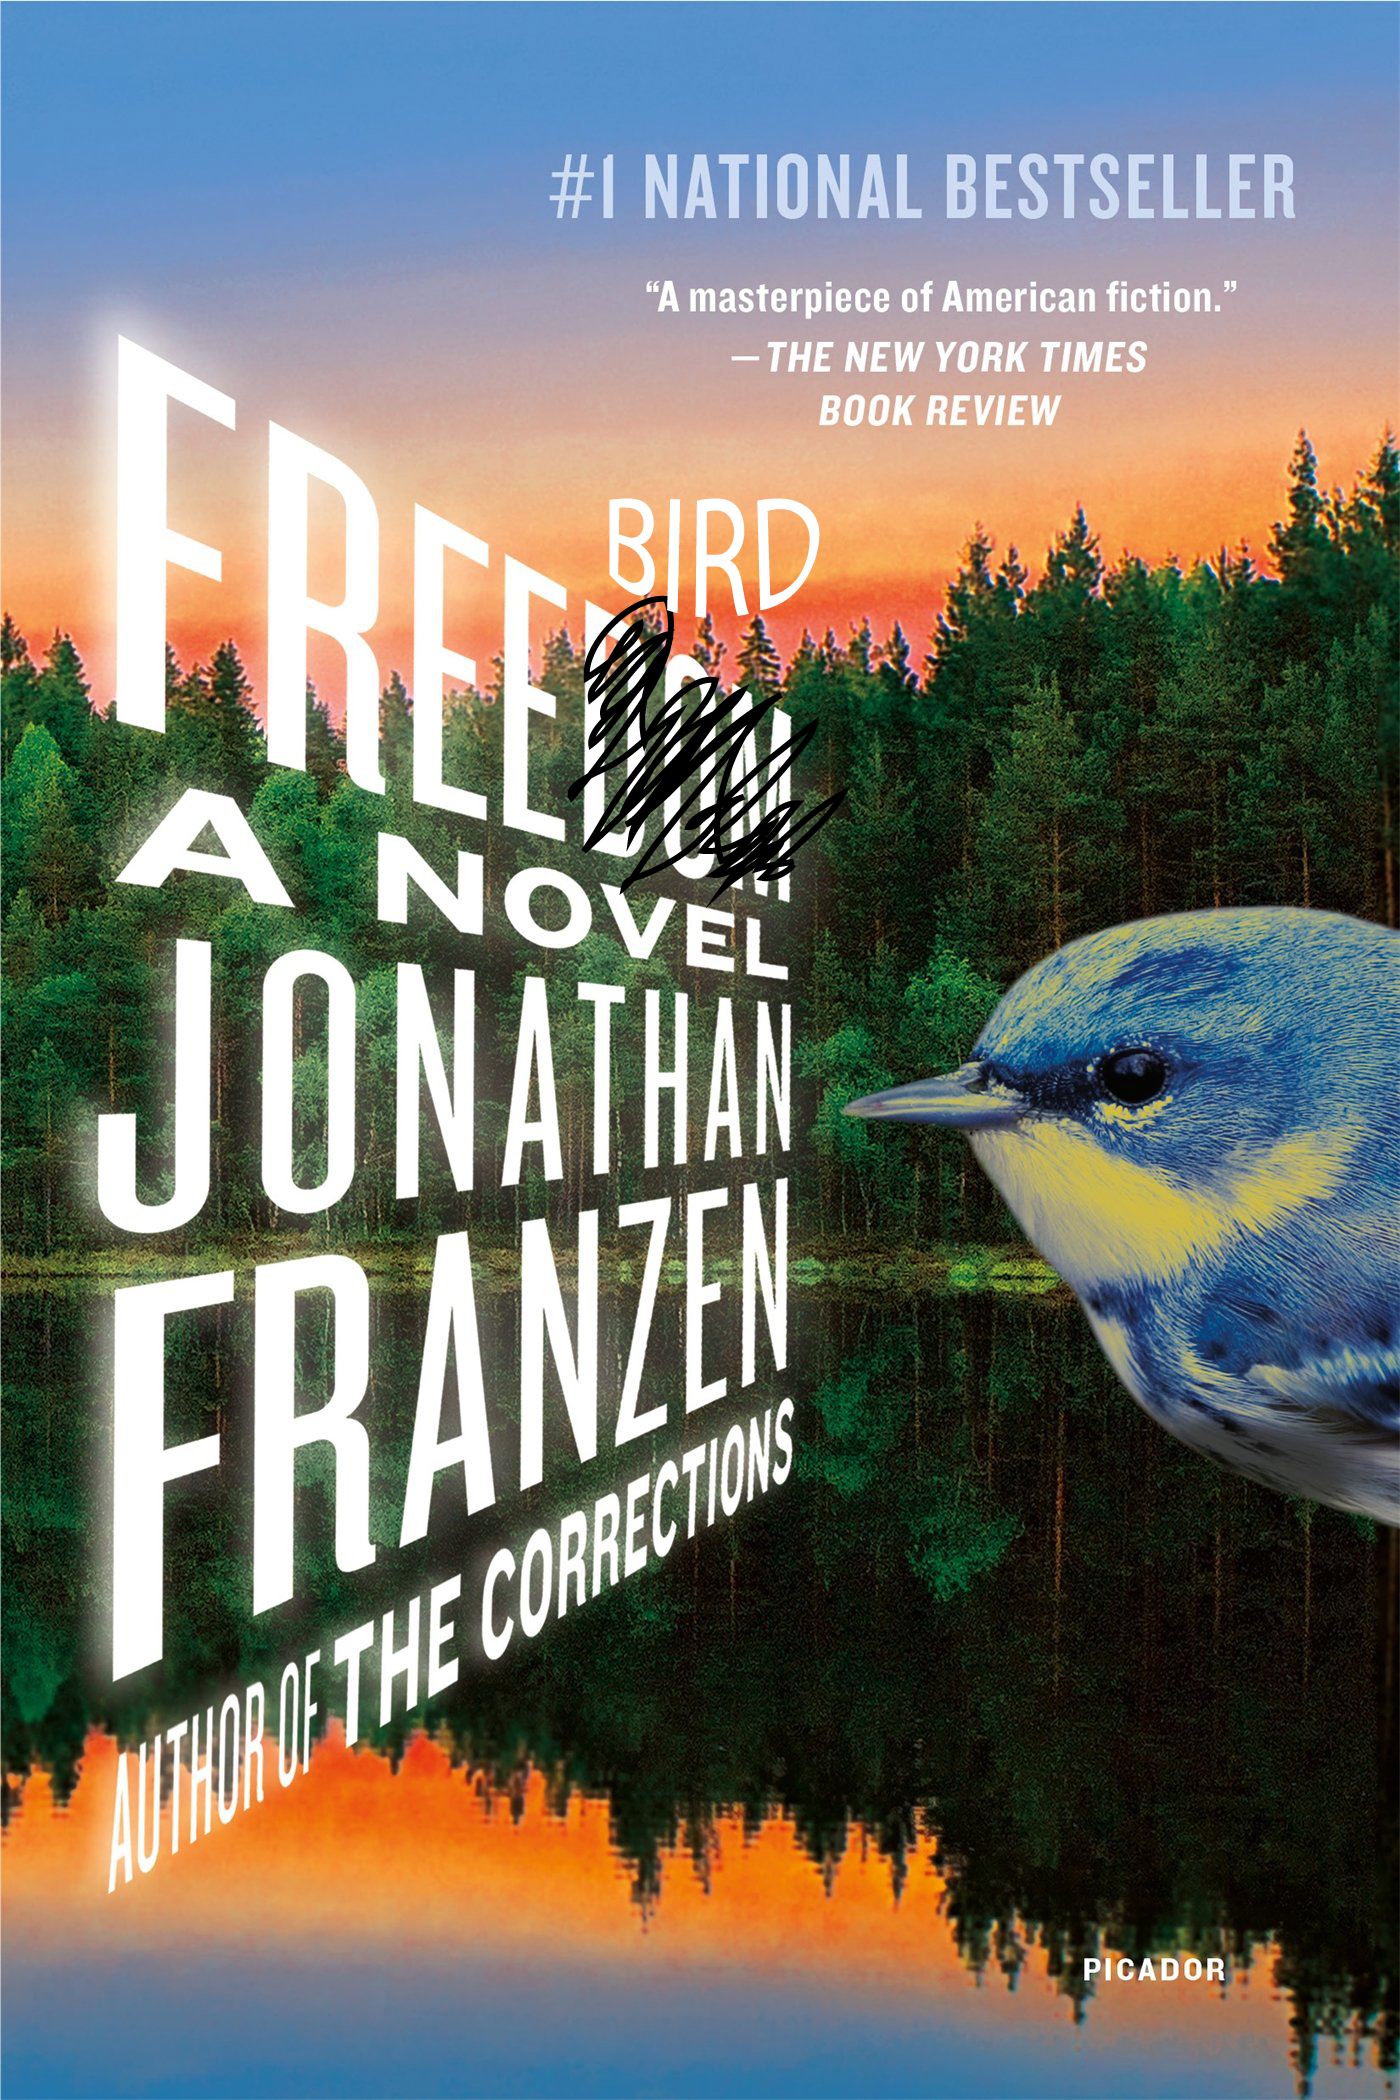 #1 NATIONAL BESTSELLER
“A masterpiece of American fiction.”
—THE NEW YORK TIMES
BOOK REVIEW
BIRD
FREEDOM
A NOVEL
JONATHAN
FRANZEN
AUTHOR OF THE CORRECTIONS
PICADOR